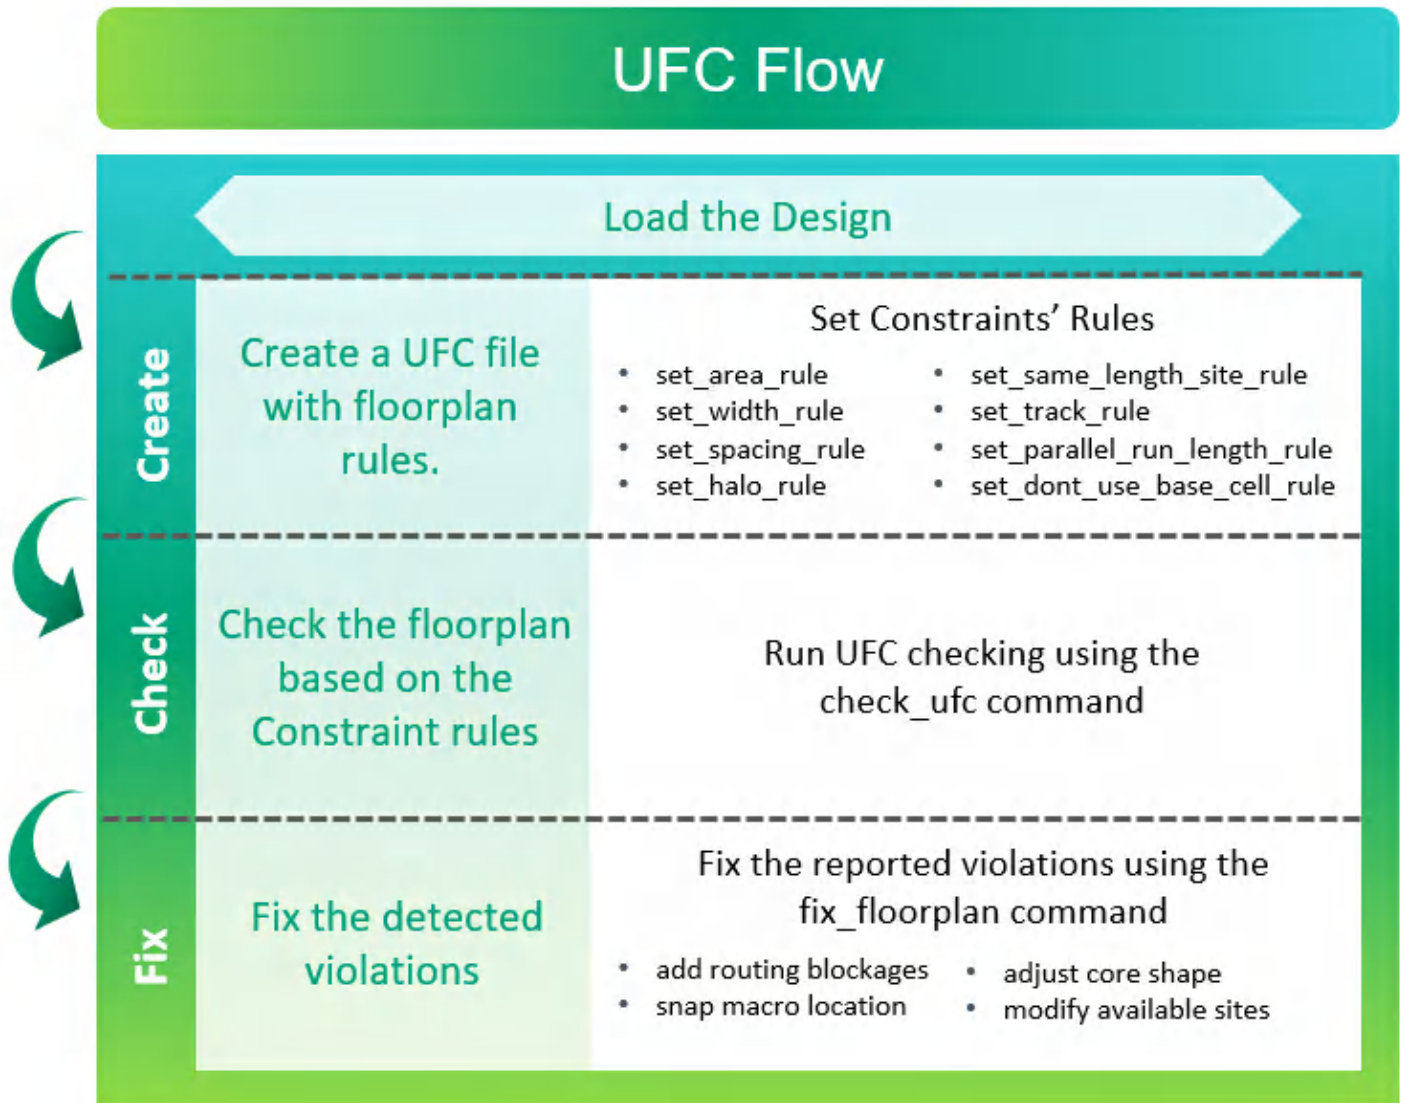 UFC Flow
Load the Design
Create
Create a UFC file
with floorplan
rules.
Set Constraints’ Rules
• set_area_rule
• set_width_rule
• set_spacing_rule
• set_halo_rule
• set_same_length_site_rule
• set_track_rule
• set_parallel_run_length_rule
• set_dont_use_base_cell_rule
Check
Check the floorplan
based on the
Constraint rules
Run UFC checking using the
check_ufc command
Fix
Fix the detected
violations
Fix the reported violations using the
fix_floorplan command
• add routing blockages
• snap macro location
• adjust core shape
• modify available sites